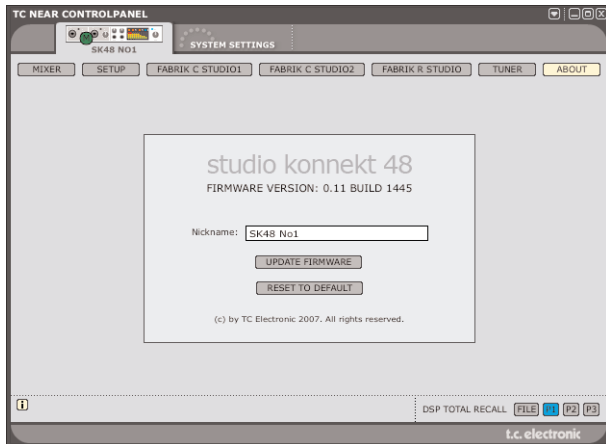 TC NEAR CONTROLPANEL
SK48 NO1
SYSTEM SETTINGS
MIXER SETUP FABRIK C STUDIO1 FABRIK C STUDIO2 FABRIK R STUDIO TUNER ABOUT
studio konnekt 48
FIRMWARE VERSION: 0.11 BUILD 1445
Nickname: SK48 No1
UPDATE FIRMWARE
RESET TO DEFAULT
(c) by TC Electronic 2007. All rights reserved.
i
DSP TOTAL RECALL FILE P1 P2 P3
t.c. electronic